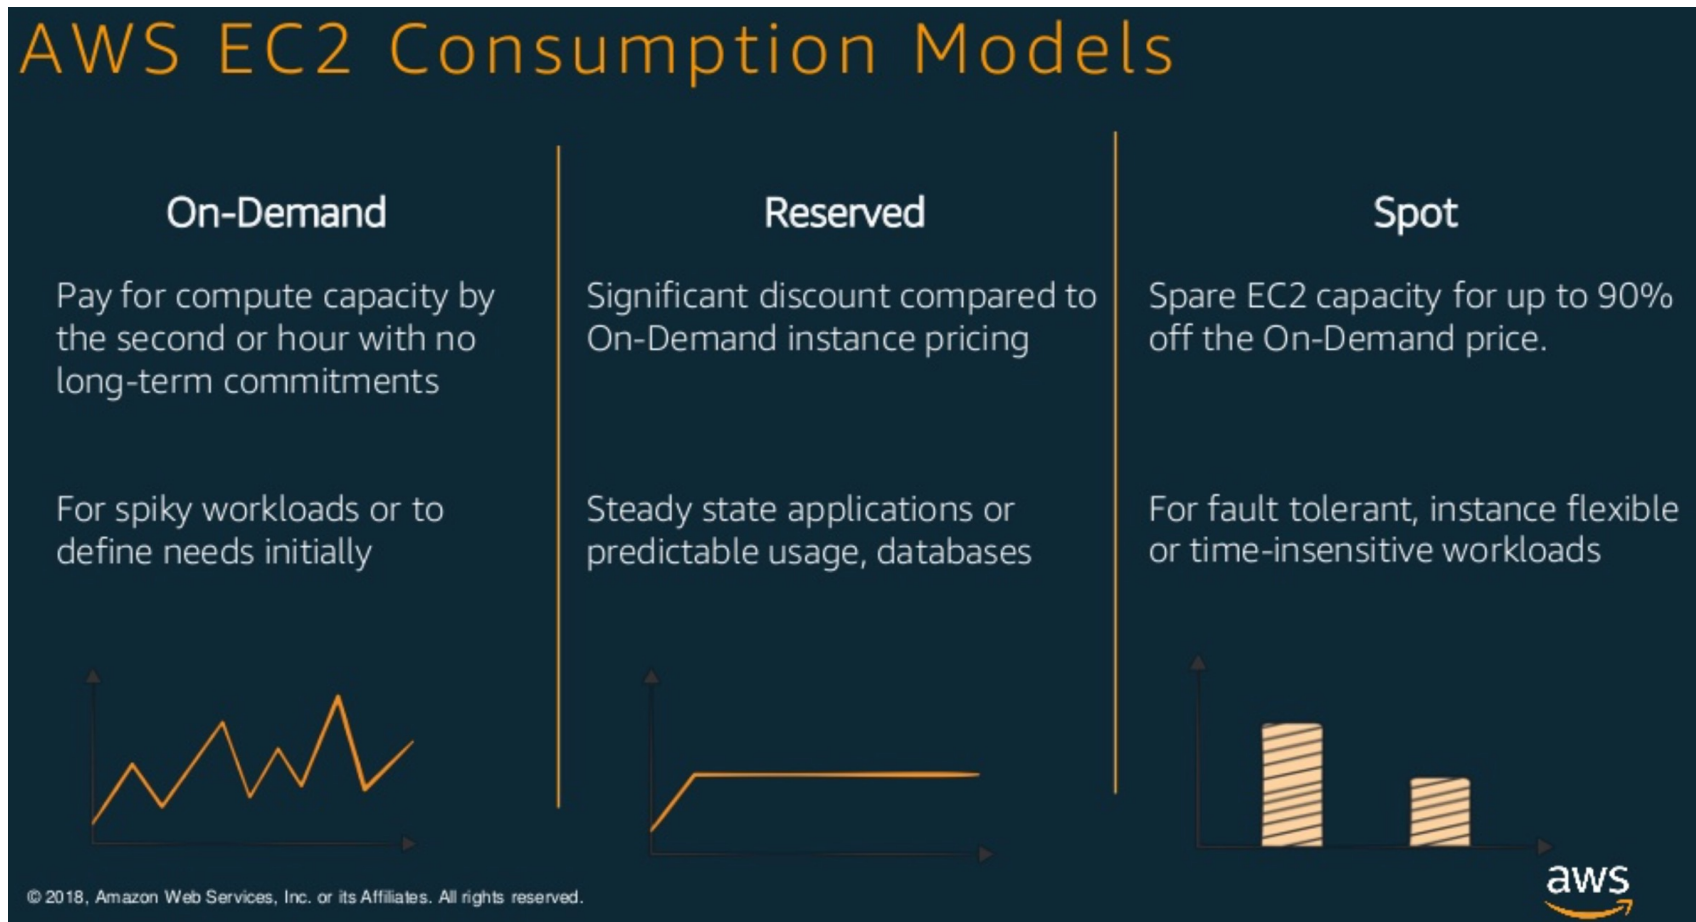 AWS EC2 Consumption Models
On-Demand
Pay for compute capacity by
the second or hour with no
long-term commitments
For spiky workloads or to
define needs initially
Reserved
Significant discount compared to
On-Demand instance pricing
Steady state applications or
predictable usage, databases
Spot
Spare EC2 capacity for up to 90%
off the On-Demand price.
For fault tolerant, instance flexible
or time-insensitive workloads
© 2018, Amazon Web Services, Inc. or its Affiliates. All rights reserved.
aws